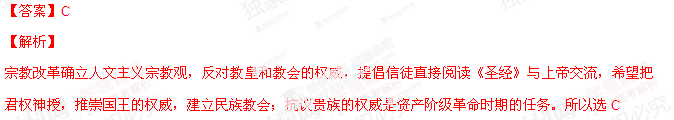 【答案】C
【解析】
宗教改革确立人文主义宗教观，反对教皇和教会的权威，提倡信徒直接阅读《圣经》与上帝交流，希望把
君权神授，推崇国王的权威，建立民族教会；抗议贵族的权威是资产阶级革命时期的任务。所以选 C